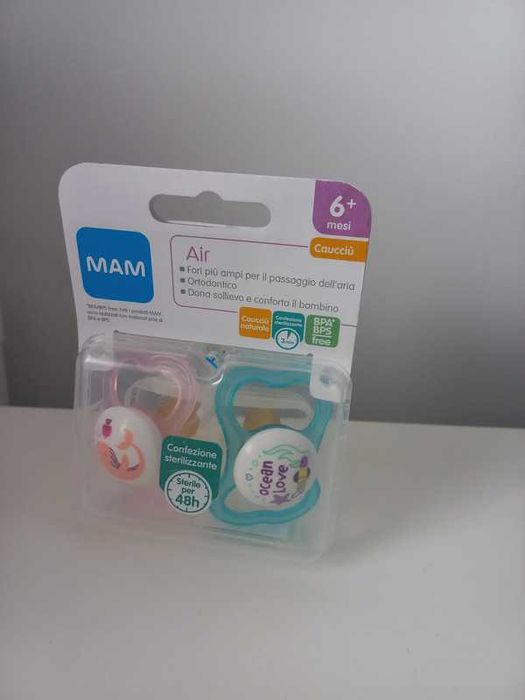 6+
mesi
Caucciù
MAM
Air
Fori più ampi per il passaggio dell'aria
Ortodontico
Dona sollievo e conforta il bambino
Caucciù
naturale
Confezione
sterilizzante
BPA*
BPS
free
Confezione
sterilizzante
Sterile
per
48h
ocean
Love